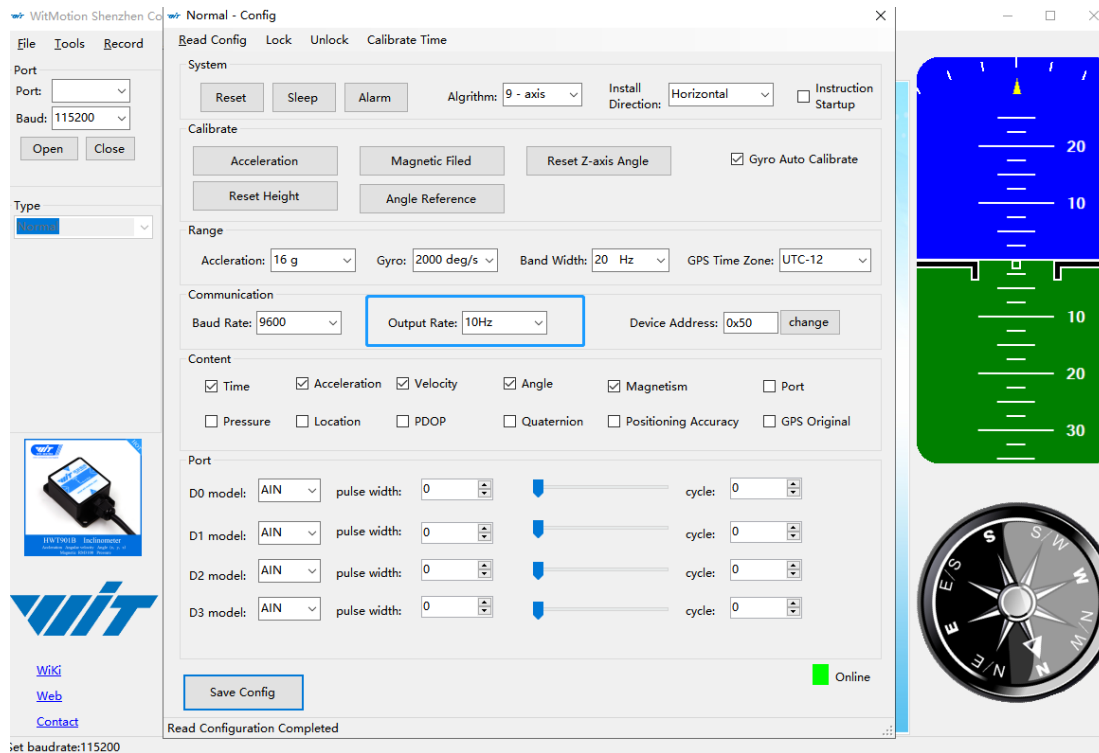 WitMotion Shenzhen Co
Normal - Config
File Tools Record
Read Config Lock Unlock Calibrate Time
Port
Port:
Baud: 115200
Open Close
Type
Normal
System
Reset Sleep Alarm Algrithm: 9 - axis Install Direction: Horizontal Instruction Startup
Calibrate
Acceleration Magnetic Filed Reset Z-axis Angle Gyro Auto Calibrate
Reset Height Angle Reference
Range
Accleration: 16 g Gyro: 2000 deg/s Band Width: 20 Hz GPS Time Zone: UTC-12
Communication
Baud Rate: 9600 Output Rate: 10Hz Device Address: 0x50 change
Content
Time Acceleration Velocity Angle Magnetism Port
Pressure Location PDOP Quaternion Positioning Accuracy GPS Original
Port
D0 model: AIN pulse width: 0 cycle: 0
D1 model: AIN pulse width: 0 cycle: 0
D2 model: AIN pulse width: 0 cycle: 0
D3 model: AIN pulse width: 0 cycle: 0
Save Config
Online
Read Configuration Completed
20
10
10
20
30
S
S/W
W
N/W
N
N/E
E
E/S
WiT
HWT901B Inclinometer
WiT
WiKi
Web
Contact
Set baudrate:115200